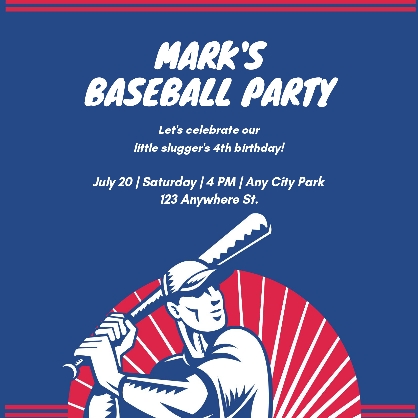 MARK'S
BASEBALL PARTY
Let's celebrate our
little slugger's 4th birthday!
July 20 | Saturday | 4 PM | Any City Park
123 Anywhere St.